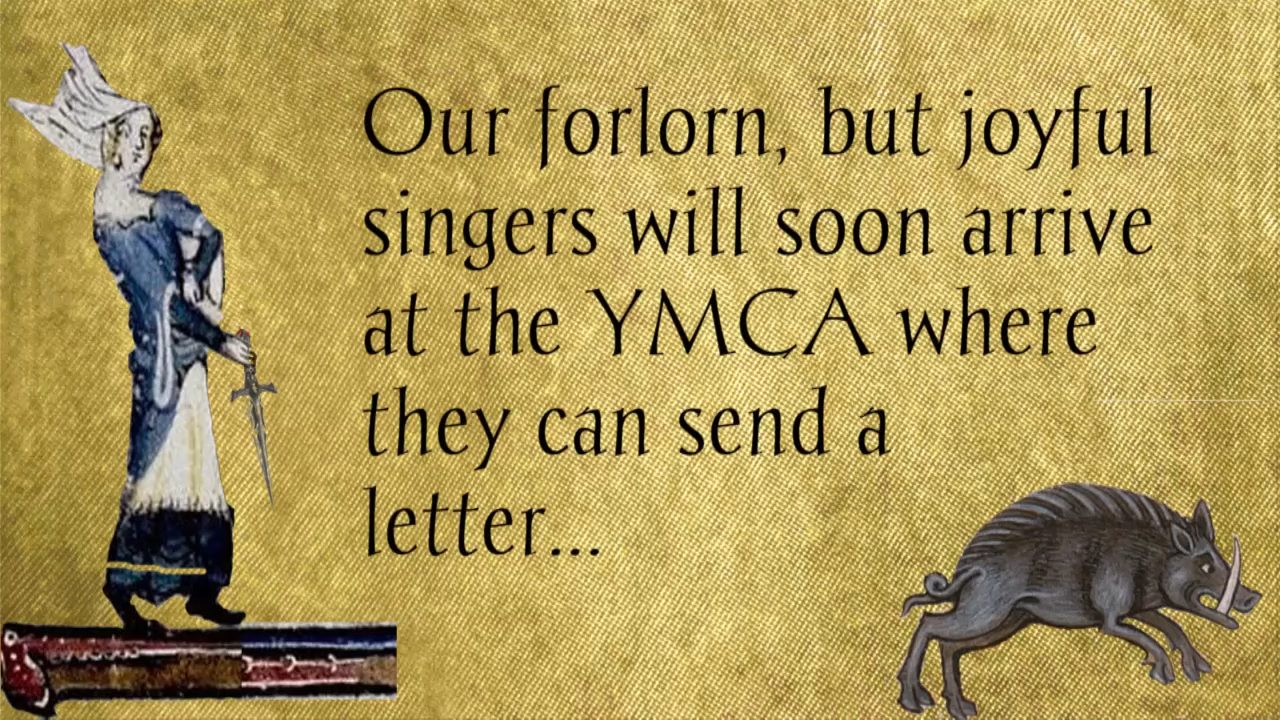 Our forlorn, but joyful
singers will soon arrive
at the YMCA where
they can send a
letter...